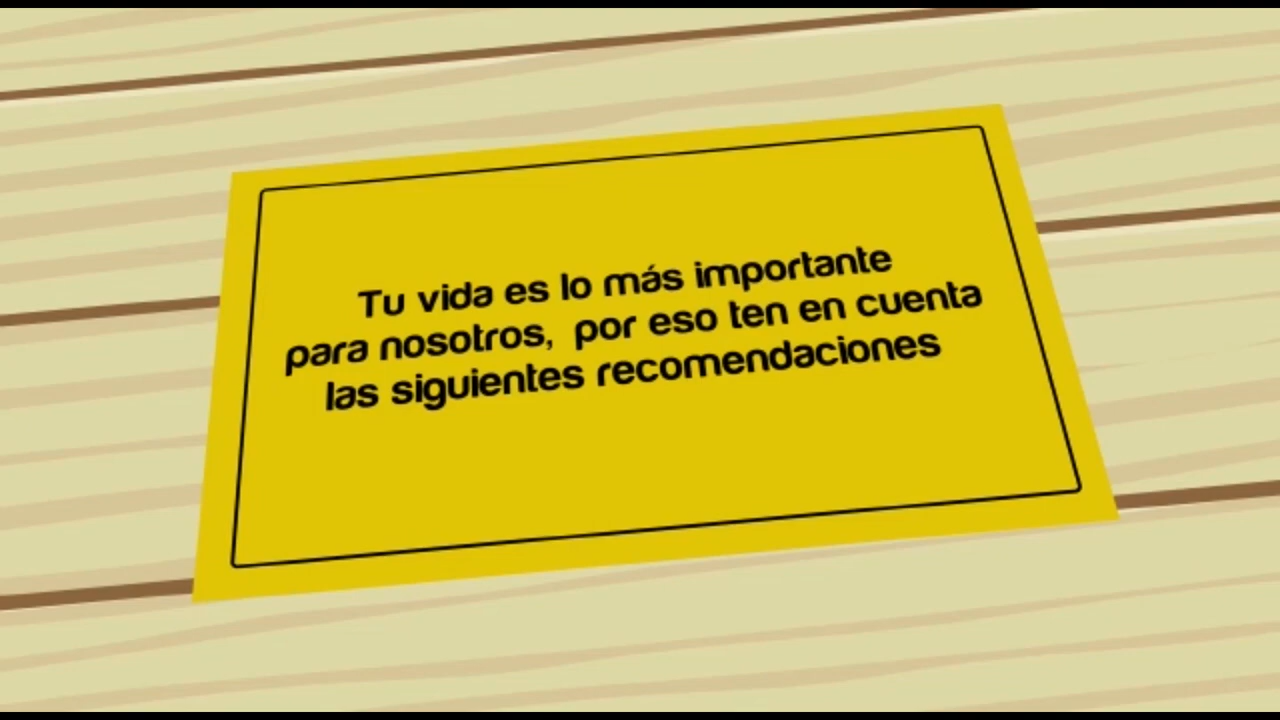 Tu vida es lo más importante
para nosotros, por eso ten en cuenta
las siguientes recomendaciones